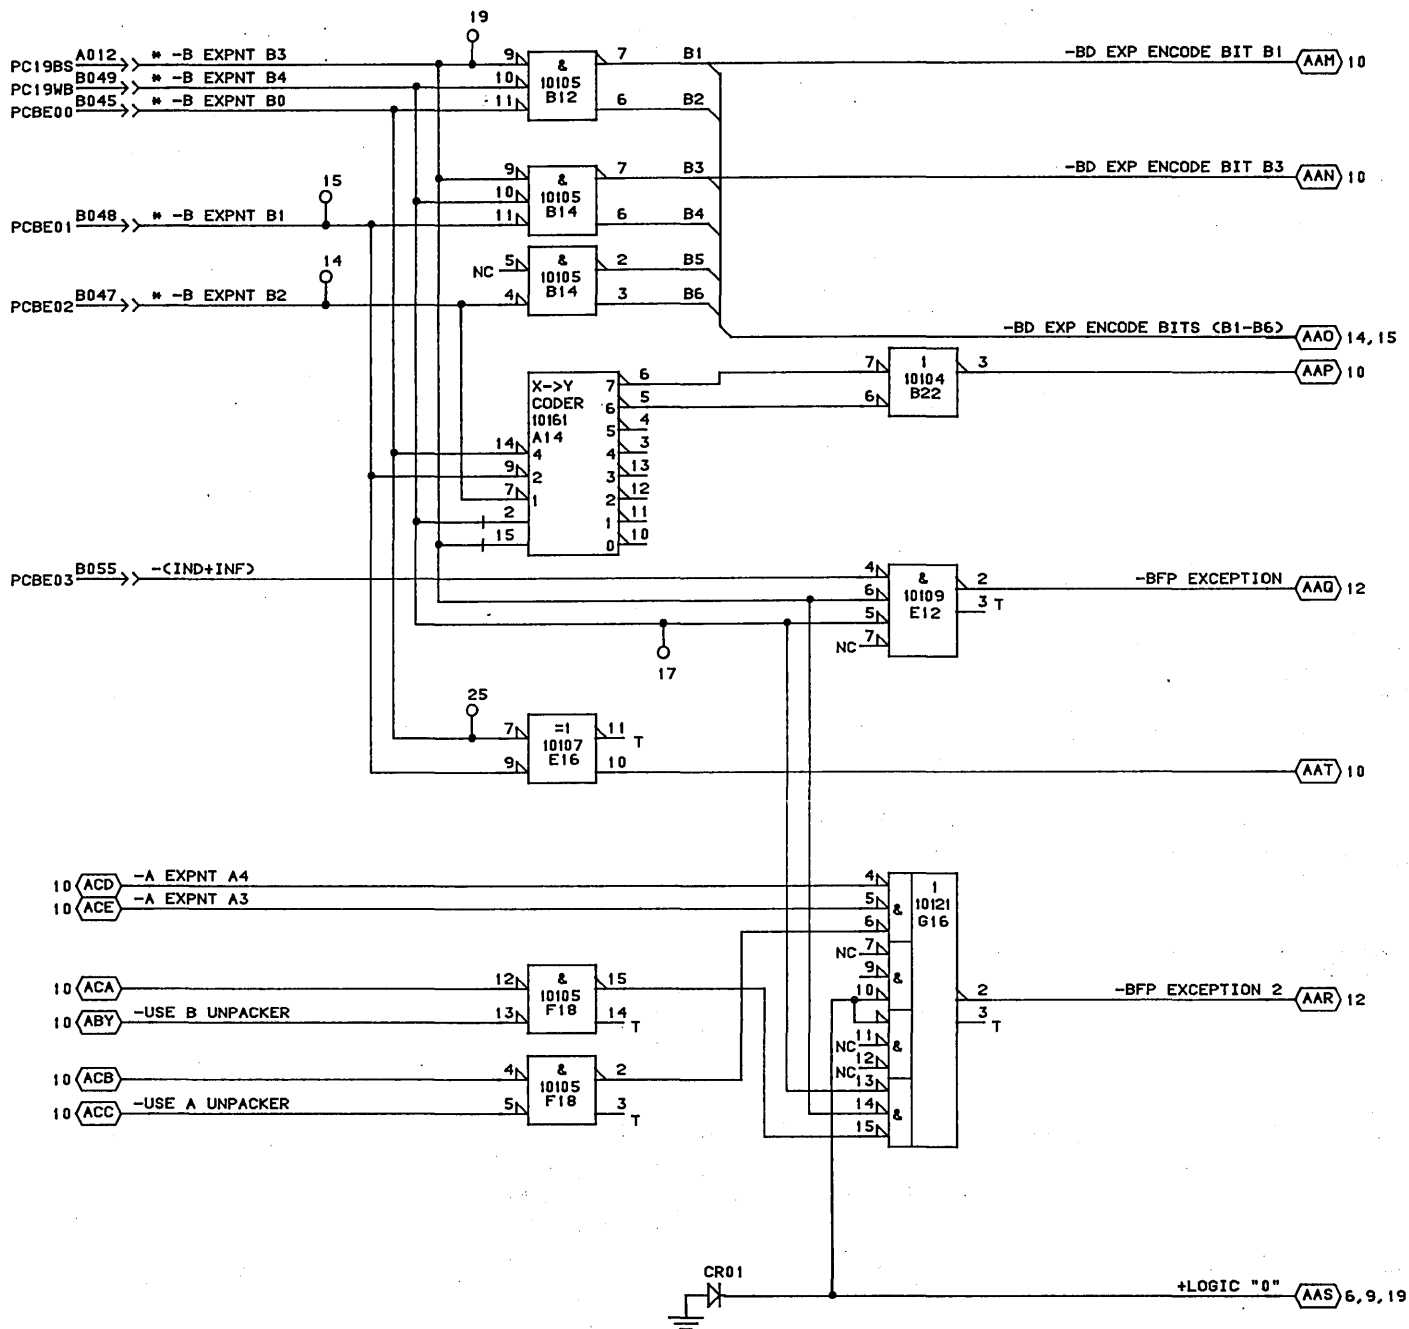 19
PC19BS A012 * -B EXPNT B3 9 & 7 B1 -BD EXP ENCODE BIT B1 AAM 10
PC19WB B049 * -B EXPNT B4 10 10105
PCBE00 B045 * -B EXPNT B0 11 B12 6 B2
9 & 7 B3 -BD EXP ENCODE BIT B3 AAN 10
15 10 10105
PCBE01 B048 * -B EXPNT B1 11 B14 6 B4
14 NC 5 & 2 B5
10105
PCBE02 B047 * -B EXPNT B2 4 B14 3 B6
-BD EXP ENCODE BITS (B1-B6) AAO 14,15
7 1 3 AAP 10
10104
6 B22
X->Y 7 6
CODER 6 5
10161 5 4
A14
14 4 4 3
9 2 3 13
7 1 2 12
2 1 11
15 0 10
PCBE03 B055 -(IND+INF) 4 & 2 -BFP EXCEPTION AAQ 12
6 10109 3 T
5 E12
NC 7
17
25
7 =1 11 T
10107
9 E16 10 AAT 10
10 ACD -A EXPNT A4 4 1
10 ACE -A EXPNT A3 5 & 10121
6 G16
NC 7
10 ACA 12 & 15 9 &
10105 10 2 -BFP EXCEPTION 2 AAR 12
10 ABY -USE B UNPACKER 13 F18 14 T 3 T
NC 11 &
NC 12
10 ACB 4 & 2 13
10105 14 &
10 ACC -USE A UNPACKER 5 F18 3 T
15
CR01 +LOGIC "0" AAS 6,9,19